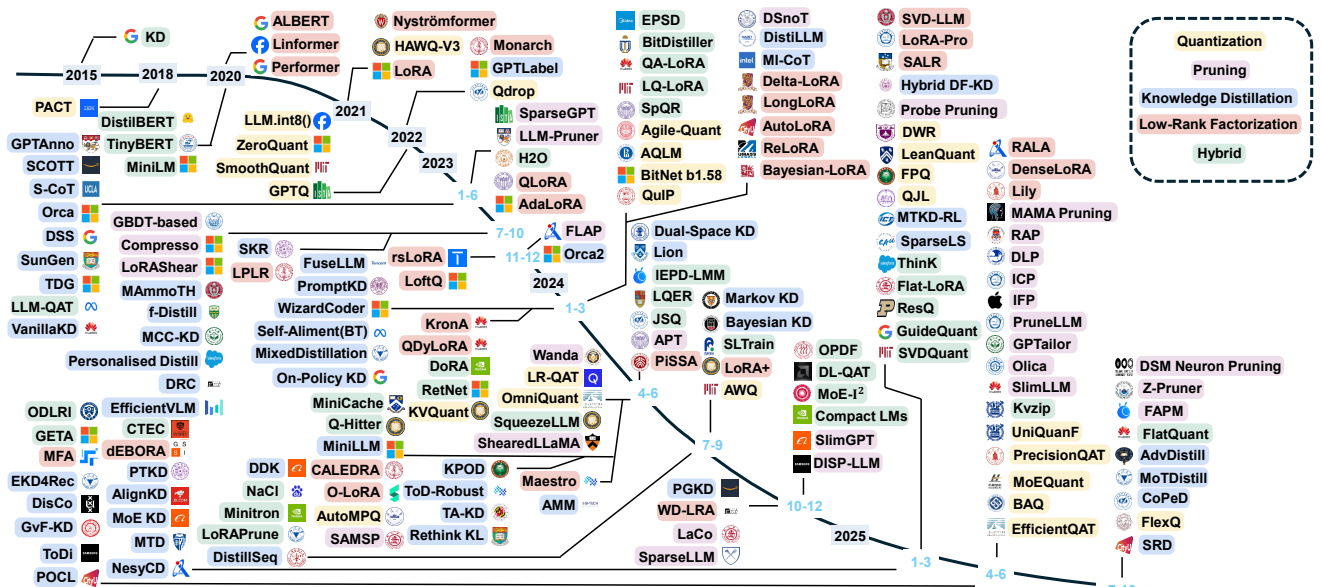 KD
2015
2018
2020
ALBERT
Linformer
Performer
Nyströmformer
HAWQ-V3
LoRA
Monarch
GPTLabel
Qdrop
2021
2022
2023
PACT
DistilBERT
TinyBERT
MiniLM
LLM.int8()
ZeroQuant
SmoothQuant
GPTQ
SparseGPT
LLM-Pruner
H2O
QLoRA
AdaLoRA
1-6
7-10
11-12
2024
1-3
4-6
7-9
10-12
2025
1-3
4-6
GPTAnno
SCOTT
S-CoT
UCLA
Orca
DSS
SunGen
TDG
LLM-QAT
VanillaKD
GBDT-based
Compresso
LoRAShear
MAmmoTH
f-Distill
MCC-KD
Personalised Distill
DRC
EfficientVLM
SKR
LPLR
FuseLLM
PromptKD
WizardCoder
Self-Aliment(BT)
MixedDistillation
On-Policy KD
rsLoRA
LoftQ
FLAP
Orca2
KronA
QDyLoRA
DoRA
RetNet
MiniCache
KVQuant
Q-Hitter
MiniLLM
Wanda
LR-QAT
OmniQuant
SqueezeLLM
ShearedLLaMA
ODLRI
GETA
MFA
EKD4Rec
DisCo
GvF-KD
ToDi
POCL
CTEC
dEBORA
PTKD
AlignKD
MoE KD
MTD
NesyCD
DDK
NaCl
Minitron
LoRAPrune
DistillSeq
CALEDRA
O-LoRA
AutoMPQ
SAMSP
KPOD
ToD-Robust
TA-KD
Rethink KL
Maestro
AMM
EPSD
BitDistiller
QA-LoRA
LQ-LoRA
SpQR
Agile-Quant
AQLM
BitNet b1.58
QuIP
DSnoT
DistiLLM
MI-CoT
intel
Delta-LoRA
LongLoRA
AutoLoRA
ReLoRA
Bayesian-LoRA
Dual-Space KD
Lion
IEPD-LMM
LQER
JSQ
APT
PiSSA
Markov KD
Bayesian KD
SLTrain
LoRA+
AWQ
PGKD
WD-LRA
LaCo
SparseLLM
OPDF
DL-QAT
MoE-I²
Compact LMs
SlimGPT
DISP-LLM
SVD-LLM
LoRA-Pro
SALR
Hybrid DF-KD
Probe Pruning
DWR
LeanQuant
FPQ
QJL
MTKD-RL
SparseLS
ThinK
Flat-LoRA
ResQ
GuideQuant
SVDQuant
RALA
DenseLoRA
Lily
MAMA Pruning
RAP
DLP
ICP
IFP
PruneLLM
GPTailor
Olica
SlimLLM
Kvzip
UniQuanF
PrecisionQAT
MoEQuant
BAQ
EfficientQAT
DSM Neuron Pruning
Z-Pruner
FAPM
FlatQuant
AdvDistill
MoTDistill
CoPeD
FlexQ
SRD
Quantization
Pruning
Knowledge Distillation
Low-Rank Factorization
Hybrid